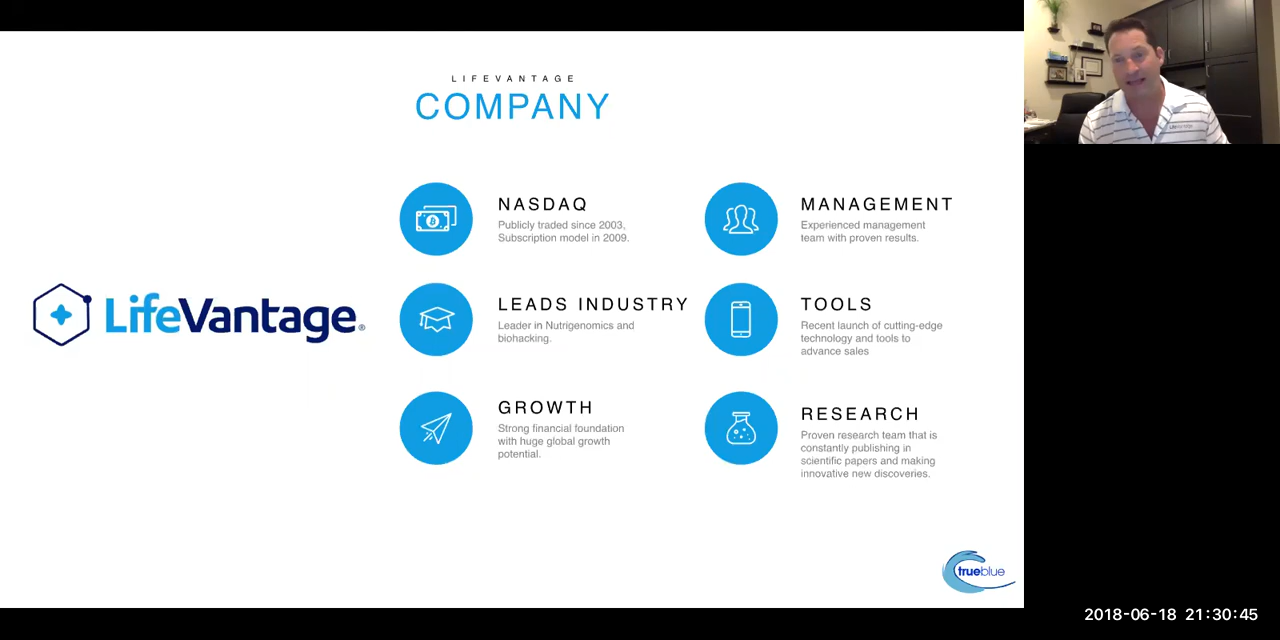 LIFEVANTAGE
COMPANY
LifeVantage®
NASDAQ
Publicly traded since 2003,
Subscription model in 2009.
MANAGEMENT
Experienced management
team with proven results.
LEADS INDUSTRY
Leader in Nutrigenomics and
biohacking.
TOOLS
Recent launch of cutting-edge
technology and tools to
advance sales
GROWTH
Strong financial foundation
with huge global growth
potential.
RESEARCH
Proven research team that is
constantly publishing in
scientific papers and making
innovative new discoveries.
trueblue
2018-06-18 21:30:45